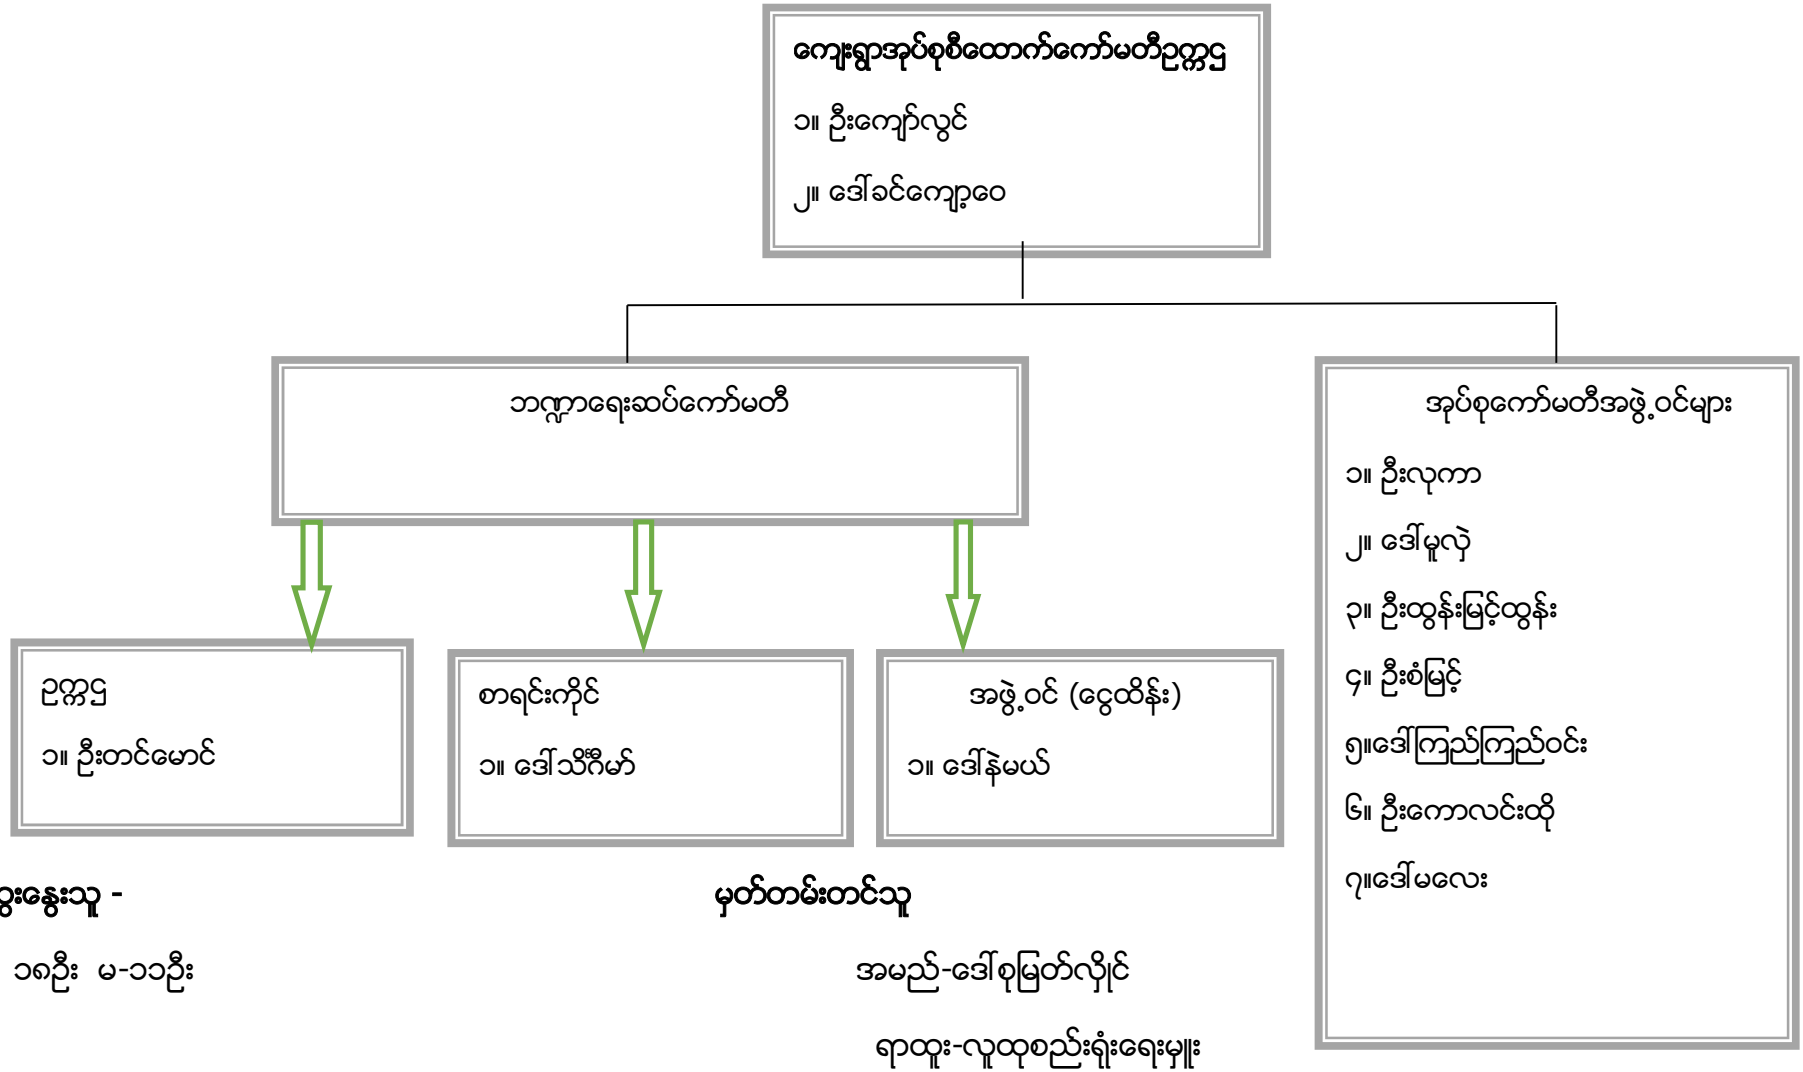 ကျေးရွာအုပ်စုစီထောက်ကော်မတီဥက္ကဌ
၁။ ဦးကျော်လွင်
၂။ ဒေါ်ခင်ကျော့ဝေ
ဘဏ္ဍာရေးဆပ်ကော်မတီ
ဥက္ကဌ
၁။ ဦးတင်မောင်
စာရင်းကိုင်
၁။ ဒေါ်သိင်္ဂီမာ်
အဖွဲ့ဝင် (ငွေထိန်း)
၁။ ဒေါ်နဲမယ်
အုပ်စုကော်မတီအဖွဲ့ဝင်များ
၁။ ဦးလုကာ
၂။ ဒေါ်မူလှဲ
၃။ ဦးထွန်းမြင့်ထွန်း
၄။ ဦးစံမြင့်
၅။ဒေါ်ကြည်ကြည်ဝင်း
၆။ ဦးကောလင်းထို
၇။ဒေါ်မလေး
၁၈ဦး မ-၁၁ဦး
မှတ်တမ်းတင်သူ
အမည်-ဒေါ်စုမြတ်လှိုင်
ရာထူး-လူထုစည်းရုံးရေးမှူး